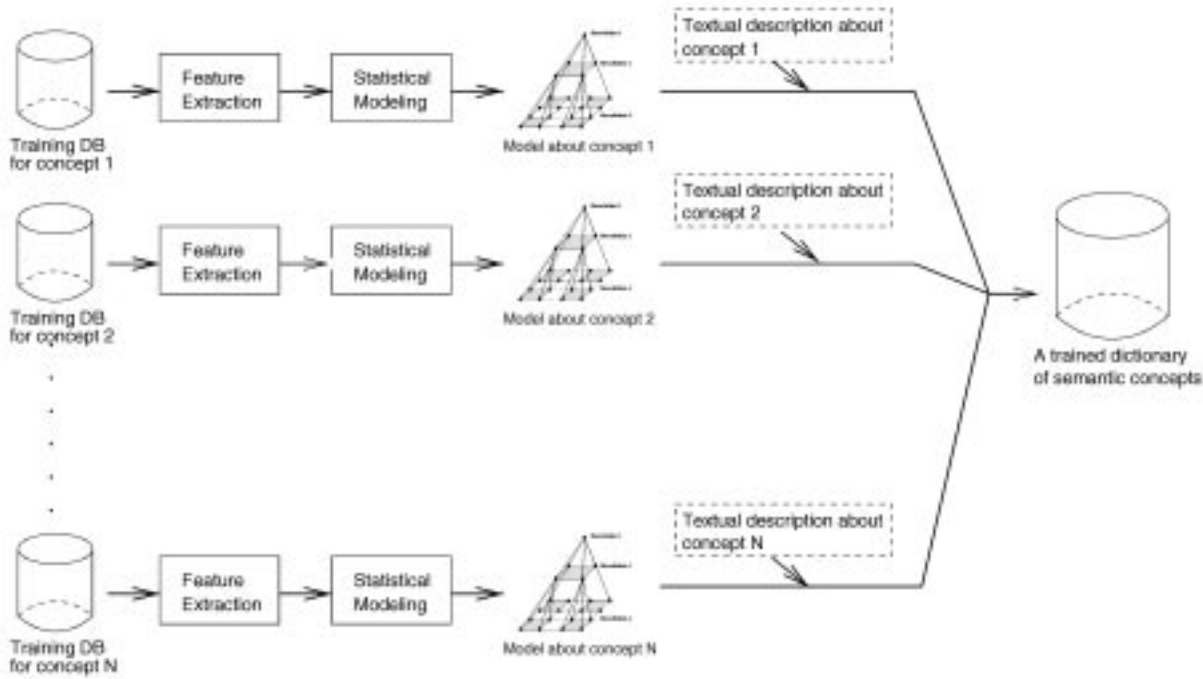 Training DB
for concept 1
Feature
Extraction
Statistical
Modeling
Model about concept 1
Textual description about
concept 1
Training DB
for concept 2
Feature
Extraction
Statistical
Modeling
Model about concept 2
Textual description about
concept 2
A trained dictionary
of semantic concepts
Training DB
for concept N
Feature
Extraction
Statistical
Modeling
Model about concept N
Textual description about
concept N